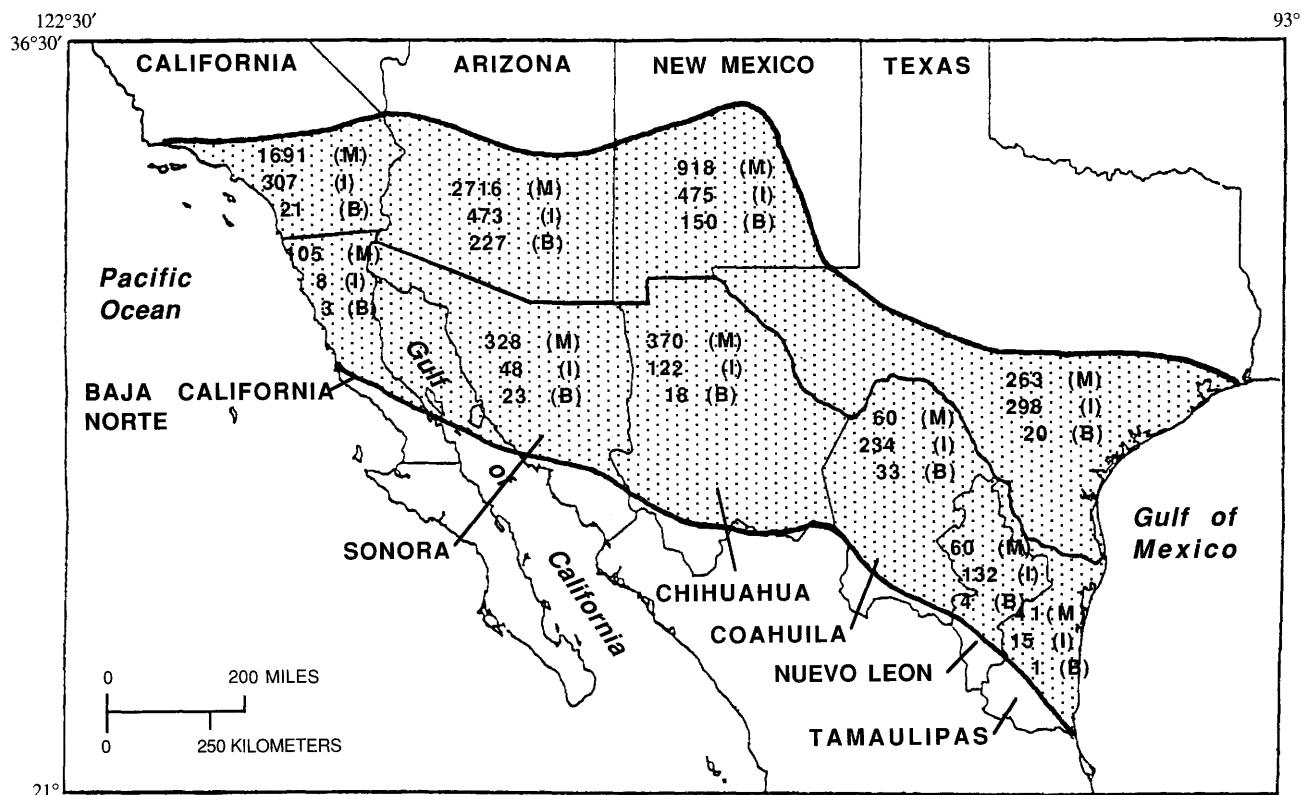 122°30′ 93°
36°30′
CALIFORNIA ARIZONA NEW MEXICO TEXAS
1691 (M)
307 (I)
21 (B)
2716 (M)
473 (I)
227 (B)
918 (M)
475 (I)
150 (B)
105 (M)
8 (I)
3 (B)
Pacific
Ocean
328 (M)
48 (I)
23 (B)
370 (M)
122 (I)
18 (B)
263 (M)
298 (I)
20 (B)
60 (M)
234 (I)
33 (B)
BAJA CALIFORNIA
NORTE
Gulf
of
California
SONORA
60 (M)
132 (I)
4 (B)
41 (M)
15 (I)
1 (B)
Gulf of
Mexico
CHIHUAHUA
COAHUILA
NUEVO LEON
TAMAULIPAS
0 200 MILES
0 250 KILOMETERS
21°